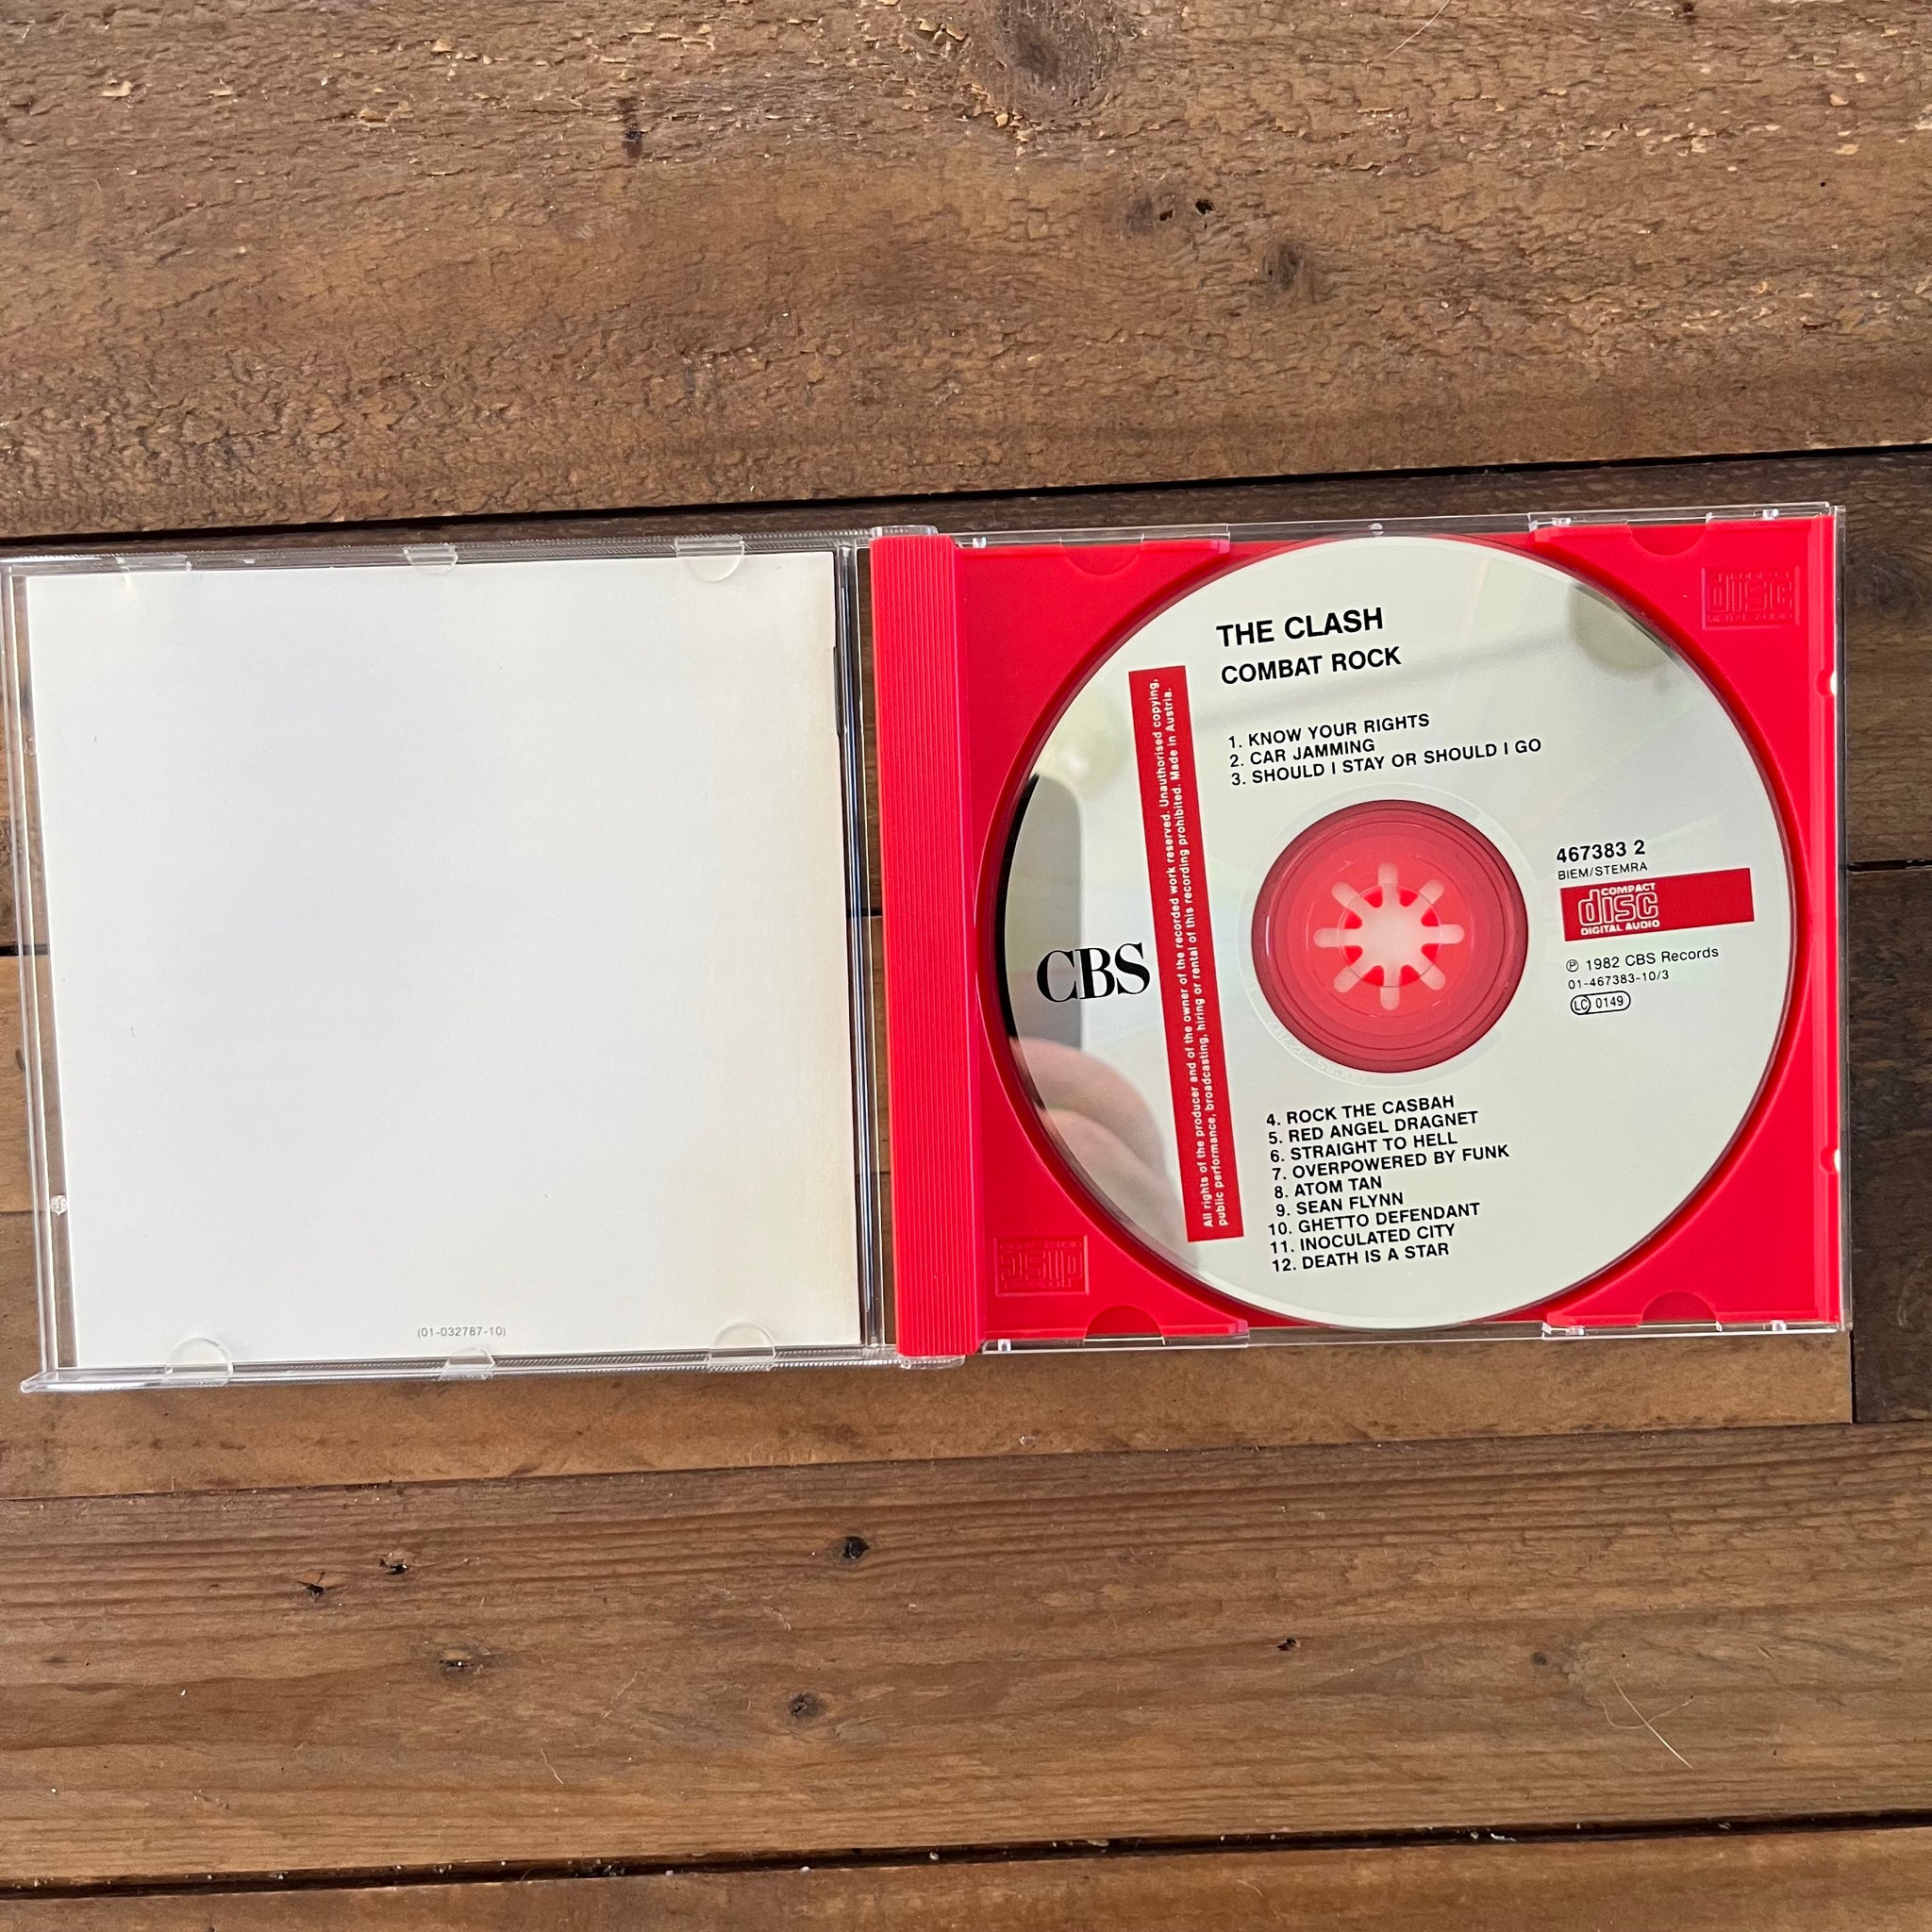 THE CLASH
COMBAT ROCK
1. KNOW YOUR RIGHTS
2. CAR JAMMING
3. SHOULD I STAY OR SHOULD I GO
467383 2
BIEM/STEMRA
COMPACT
disc
DIGITAL AUDIO
℗ 1982 CBS Records
01-467383-10/3
LC 0149
CBS
All rights of the producer and of the owner of the recorded work reserved. Unauthorised copying,
public performance, broadcasting, hiring or rental of this recording prohibited. Made in Austria.
4. ROCK THE CASBAH
5. RED ANGEL DRAGNET
6. STRAIGHT TO HELL
7. OVERPOWERED BY FUNK
8. ATOM TAN
9. SEAN FLYNN
10. GHETTO DEFENDANT
11. INOCULATED CITY
12. DEATH IS A STAR
(01-032787-10)
disc
DIGITAL AUDIO
disc